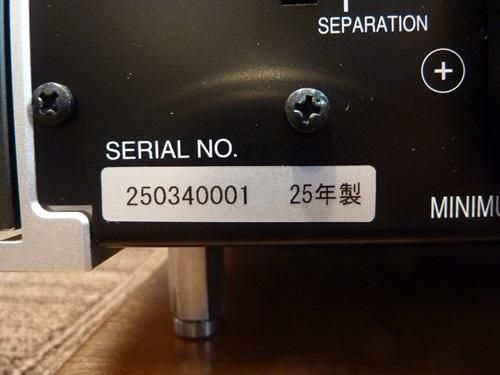 SEPARATION
SERIAL NO.
250340001 25年製
MINIMU